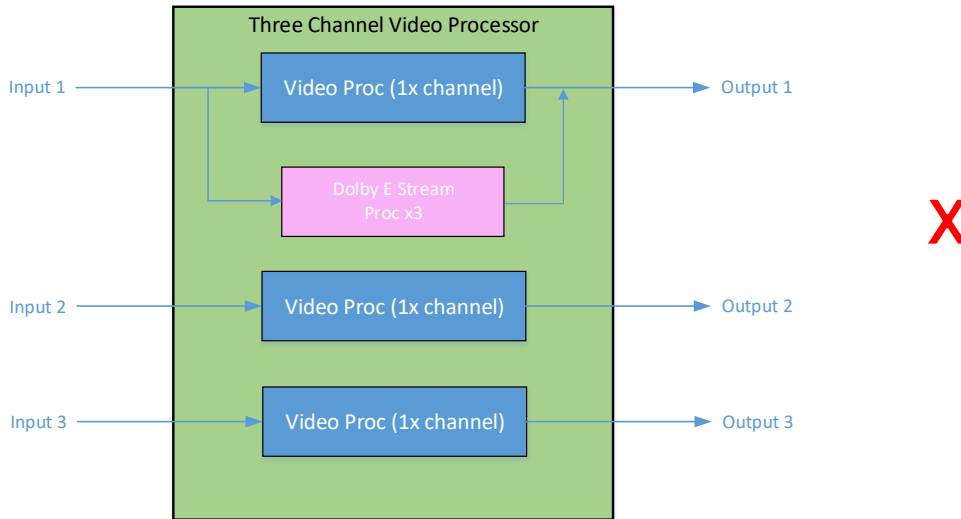 Three Channel Video Processor
Input 1
Video Proc (1x channel)
Output 1
Dolby E Stream
Proc x3
X
Input 2
Video Proc (1x channel)
Output 2
Input 3
Video Proc (1x channel)
Output 3